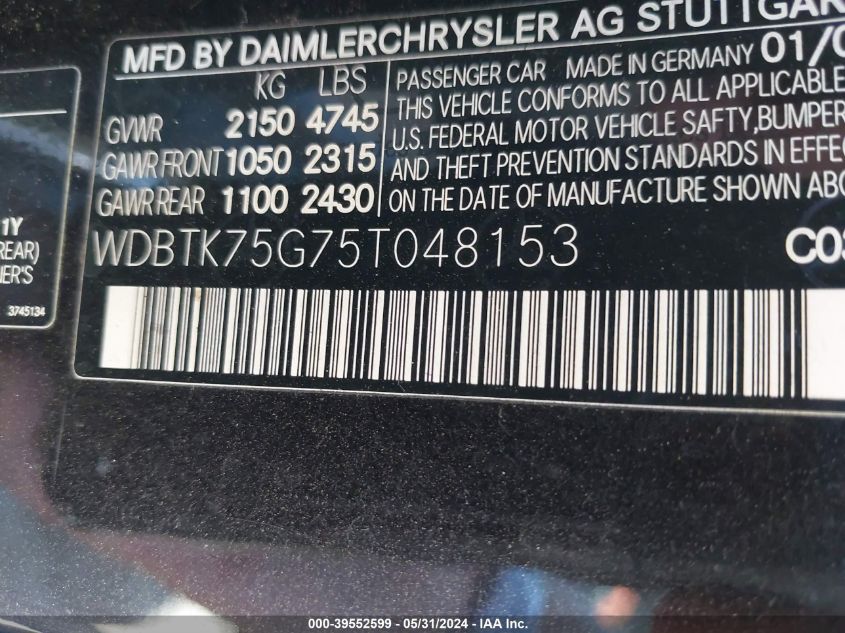 MFD BY DAIMLERCHRYSLER AG STUTTGAR
KG LBS
GVWR 2150 4745
GAWR FRONT 1050 2315
GAWR REAR 1100 2430
PASSENGER CAR MADE IN GERMANY 01/0
THIS VEHICLE CONFORMS TO ALL APPLICABLE
U.S. FEDERAL MOTOR VEHICLE SAFTY,BUMPER
AND THEFT PREVENTION STANDARDS IN EFFE
ON THE DATE OF MANUFACTURE SHOWN ABO
WDBTK75G75T048153 C03
1Y
REAR)
NER'S
3745134
000-39552599 - 05/31/2024 - IAA Inc.